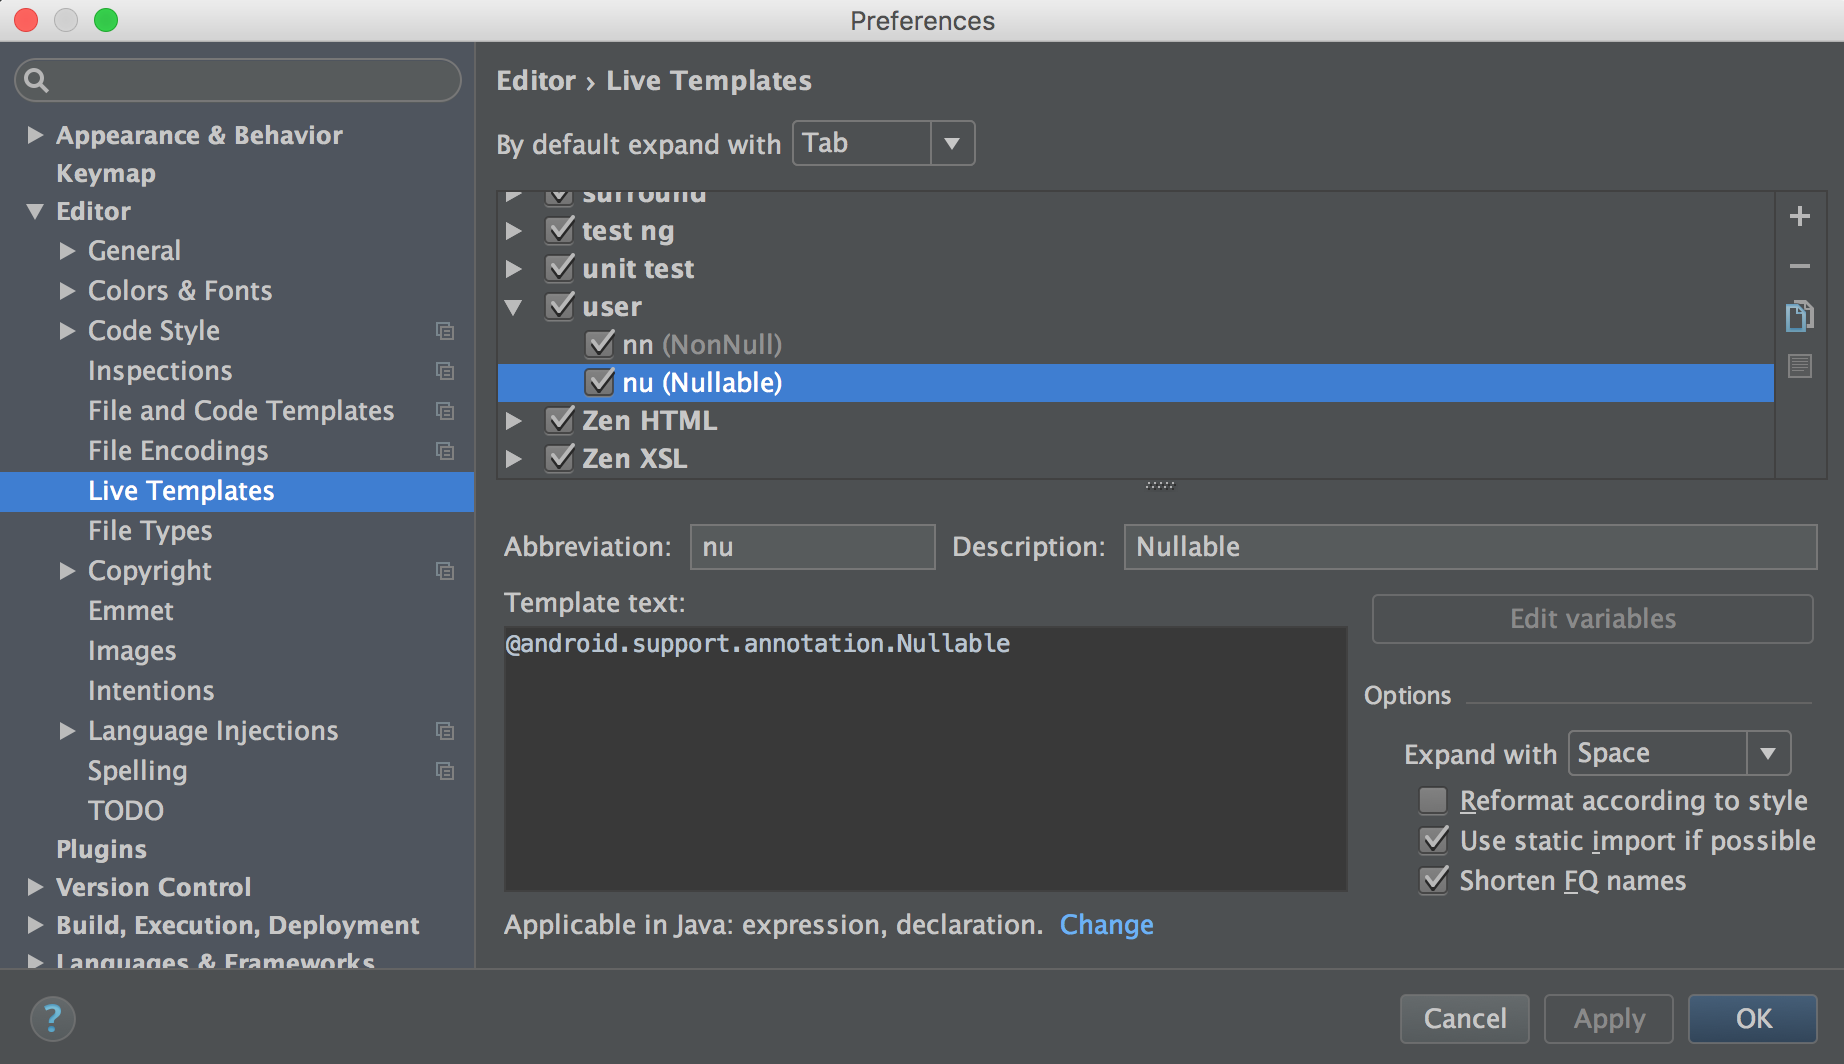 Preferences
Appearance & Behavior
Keymap
Editor
General
Colors & Fonts
Code Style
Inspections
File and Code Templates
File Encodings
Live Templates
File Types
Copyright
Emmet
Images
Intentions
Language Injections
Spelling
TODO
Plugins
Version Control
Build, Execution, Deployment
Languages & Frameworks
Editor › Live Templates
By default expand with Tab
surround
test ng
unit test
user
nn (NonNull)
nu (Nullable)
Zen HTML
Zen XSL
Abbreviation: nu Description: Nullable
Template text:
@android.support.annotation.Nullable
Edit variables
Options
Expand with Space
Reformat according to style
Use static import if possible
Shorten FQ names
Applicable in Java: expression, declaration. Change
?
Cancel Apply OK